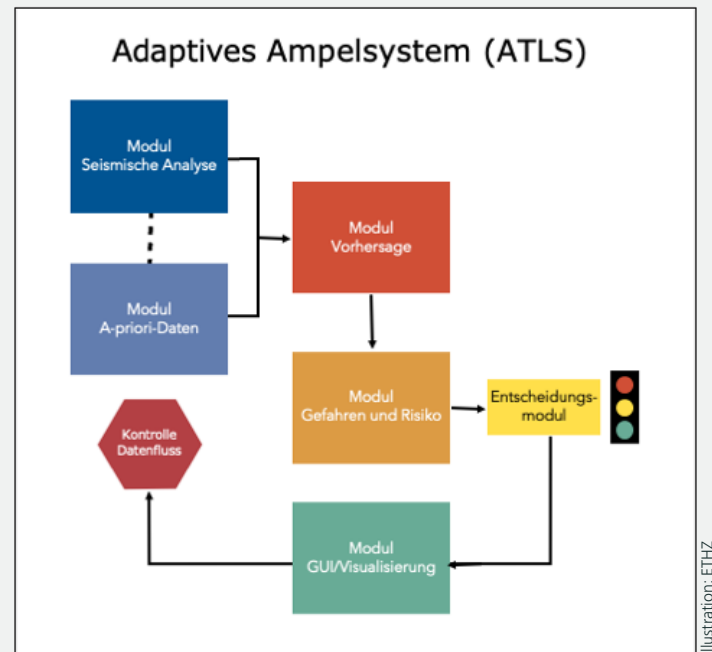 Adaptives Ampelsystem (ATLS)
Modul
Seismische Analyse
Modul
Vorhersage
Modul
A-priori-Daten
Modul
Gefahren und Risiko
Entscheidungs-
modul
Kontrolle
Datenfluss
Modul
GUI/Visualisierung
Illustration: ETHZ